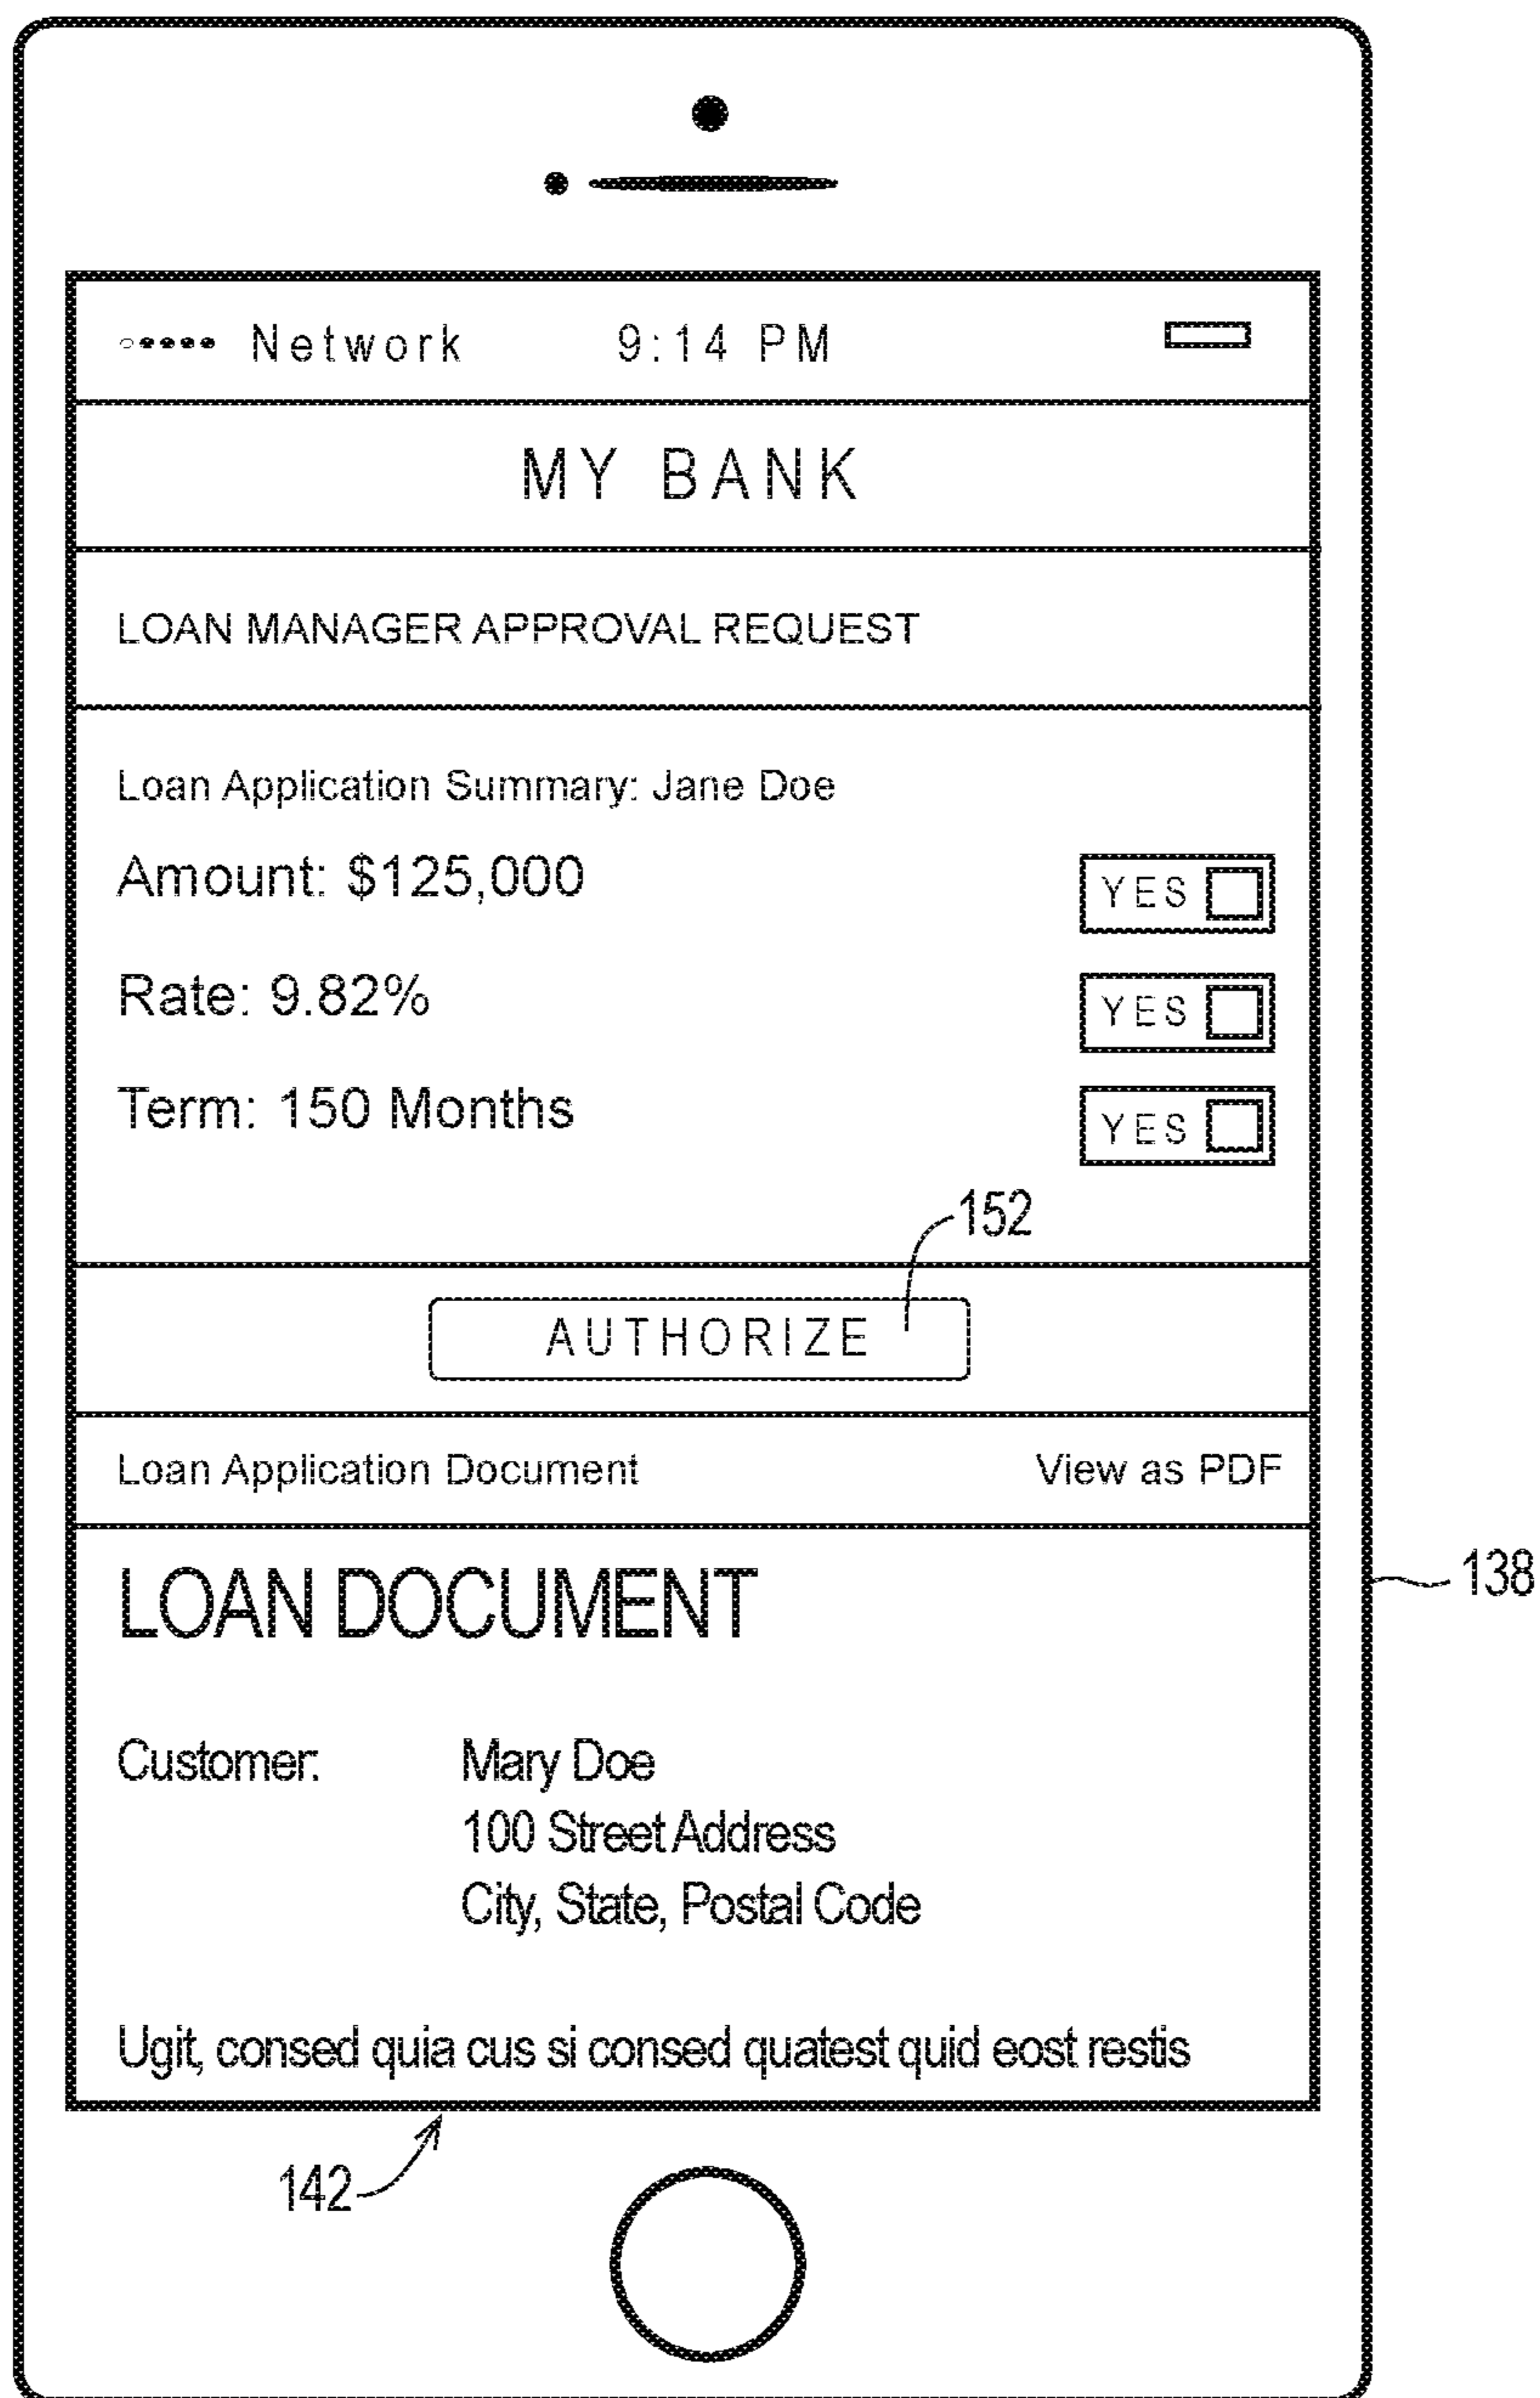 Network 9:14 PM
MY BANK
LOAN MANAGER APPROVAL REQUEST
Loan Application Summary: Jane Doe
Amount: $125,000 YES
Rate: 9.82% YES
Term: 150 Months YES
152
AUTHORIZE
Loan Application Document View as PDF
LOAN DOCUMENT
138
Customer: Mary Doe
100 Street Address
City, State, Postal Code
Ugit, consed quia cus si consed quatest quid eost restis
142